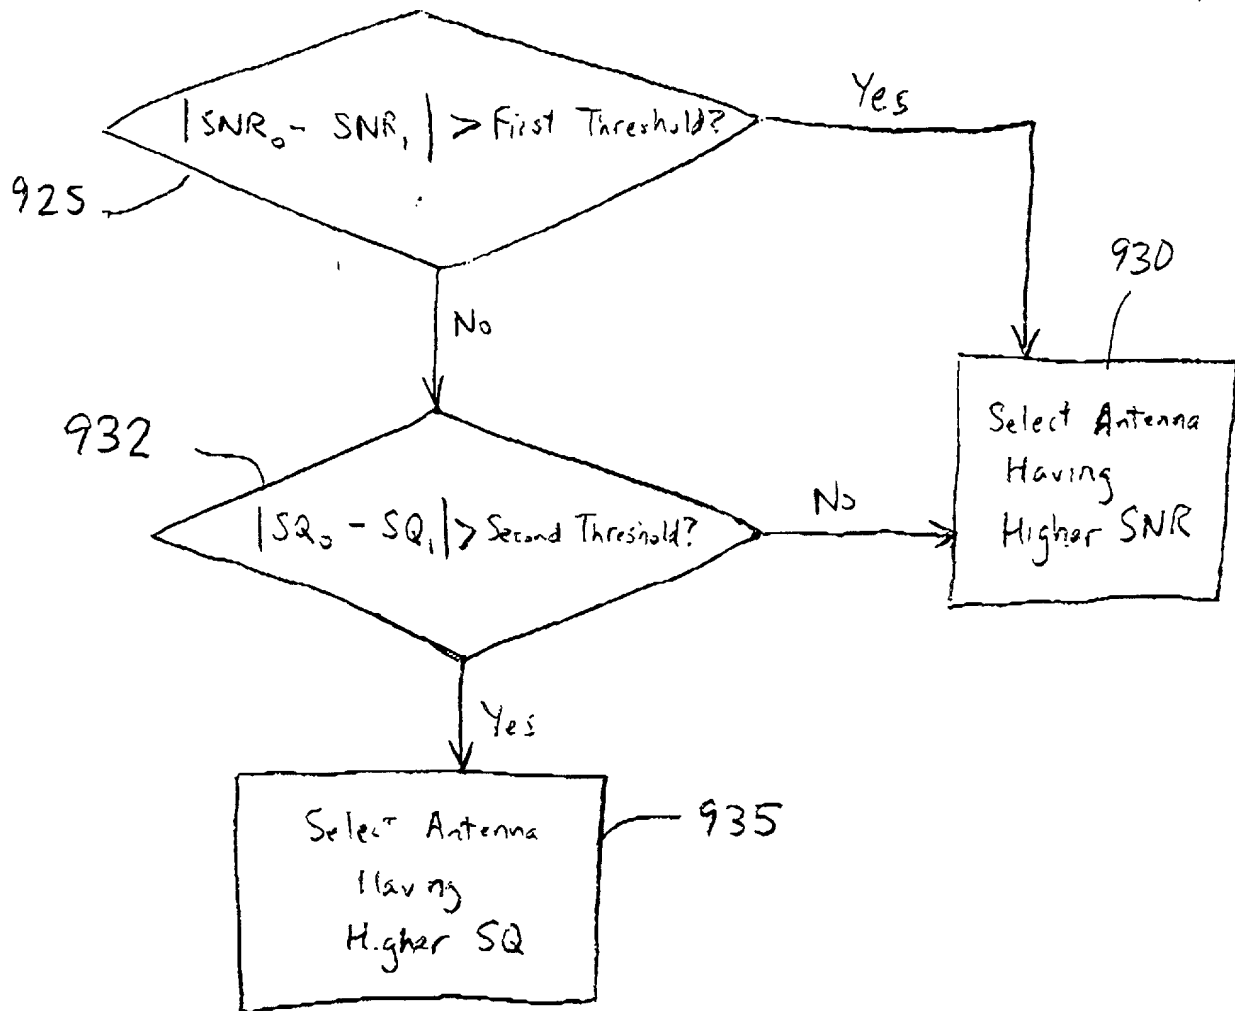 |SNR₀ - SNR₁| > First Threshold?
Yes
925
930
No
Select Antenna
Having
Higher SNR
932
|SQ₀ - SQ₁| > Second Threshold?
No
Yes
Select Antenna
Having
Higher SQ
935